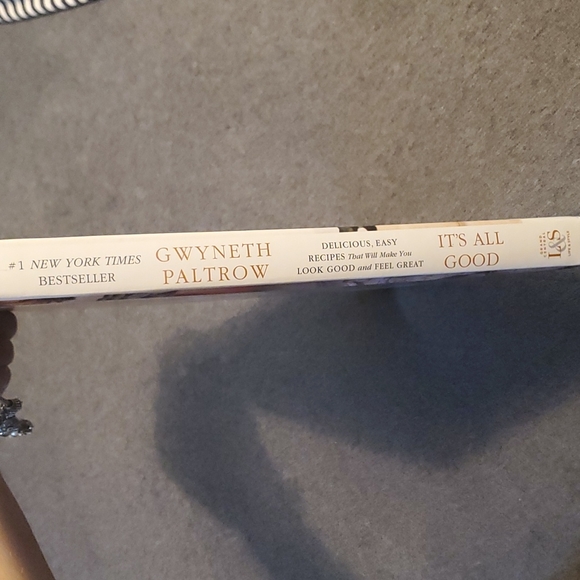 #1 NEW YORK TIMES
BESTSELLER
GWYNETH
PALTROW
DELICIOUS, EASY
RECIPES That Will Make You
LOOK GOOD and FEEL GREAT
IT'S ALL
GOOD
L&S